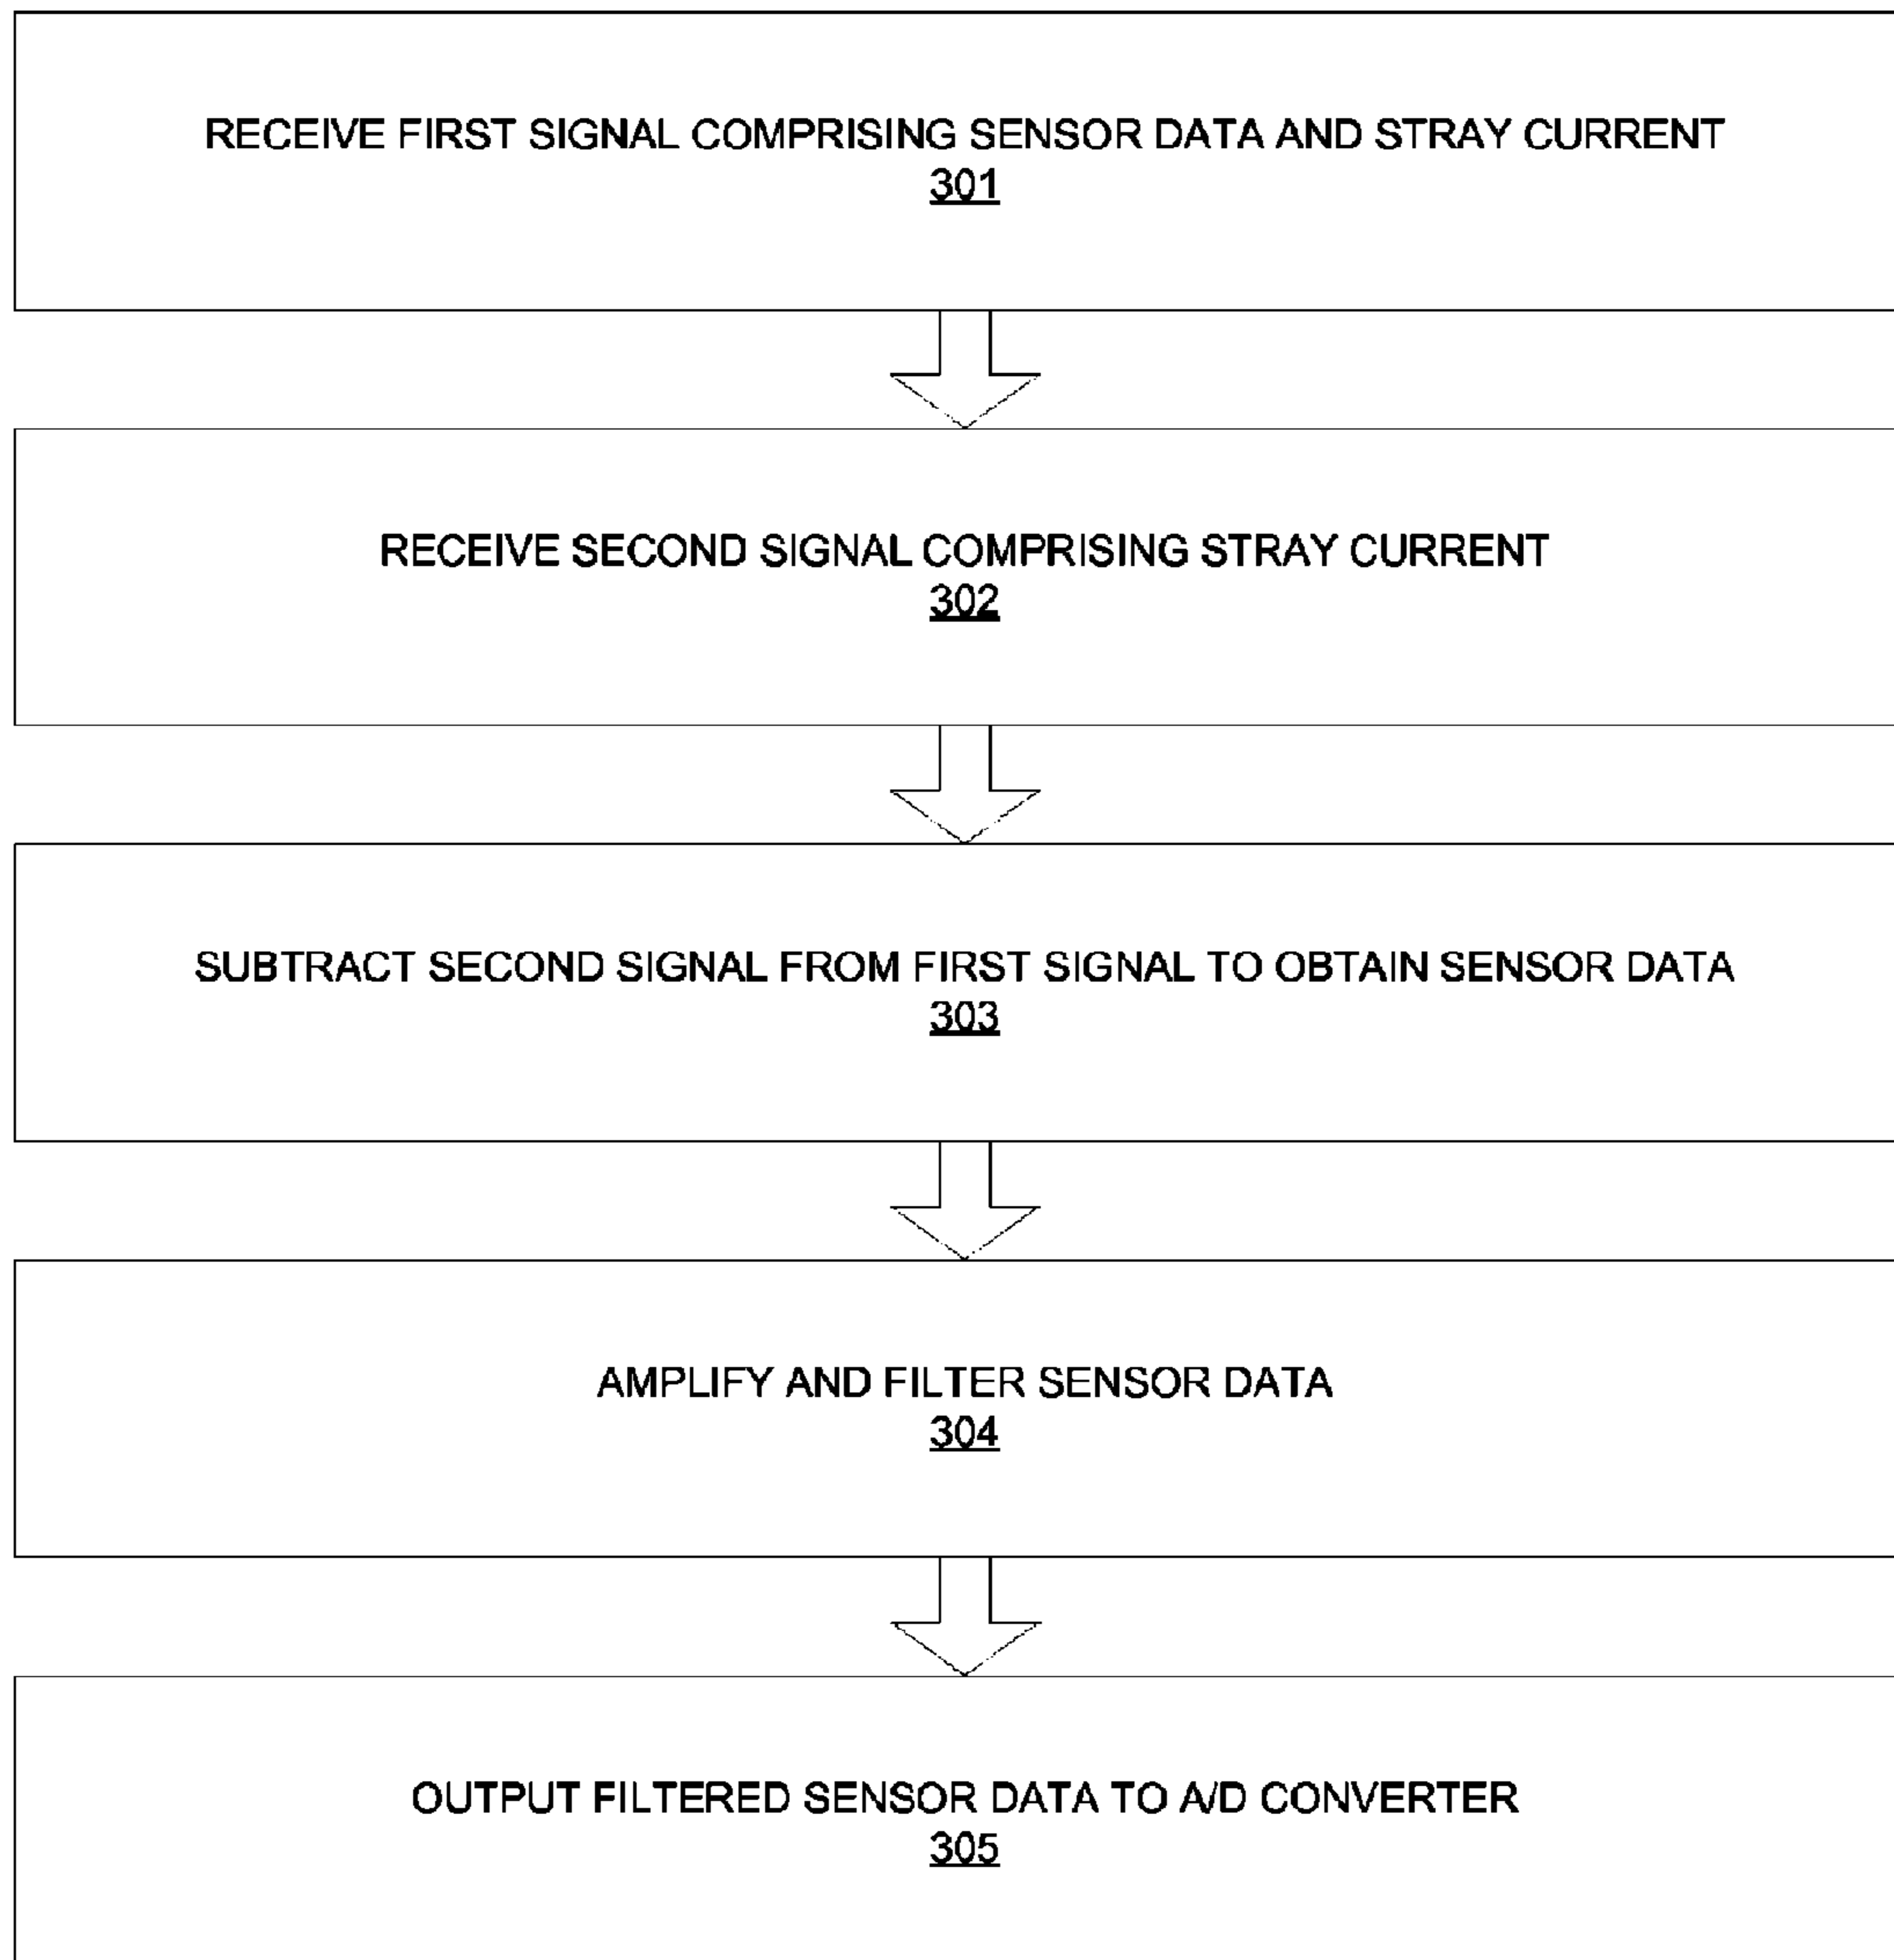 RECEIVE FIRST SIGNAL COMPRISING SENSOR DATA AND STRAY CURRENT
301
RECEIVE SECOND SIGNAL COMPRISING STRAY CURRENT
302
SUBTRACT SECOND SIGNAL FROM FIRST SIGNAL TO OBTAIN SENSOR DATA
303
AMPLIFY AND FILTER SENSOR DATA
304
OUTPUT FILTERED SENSOR DATA TO A/D CONVERTER
305